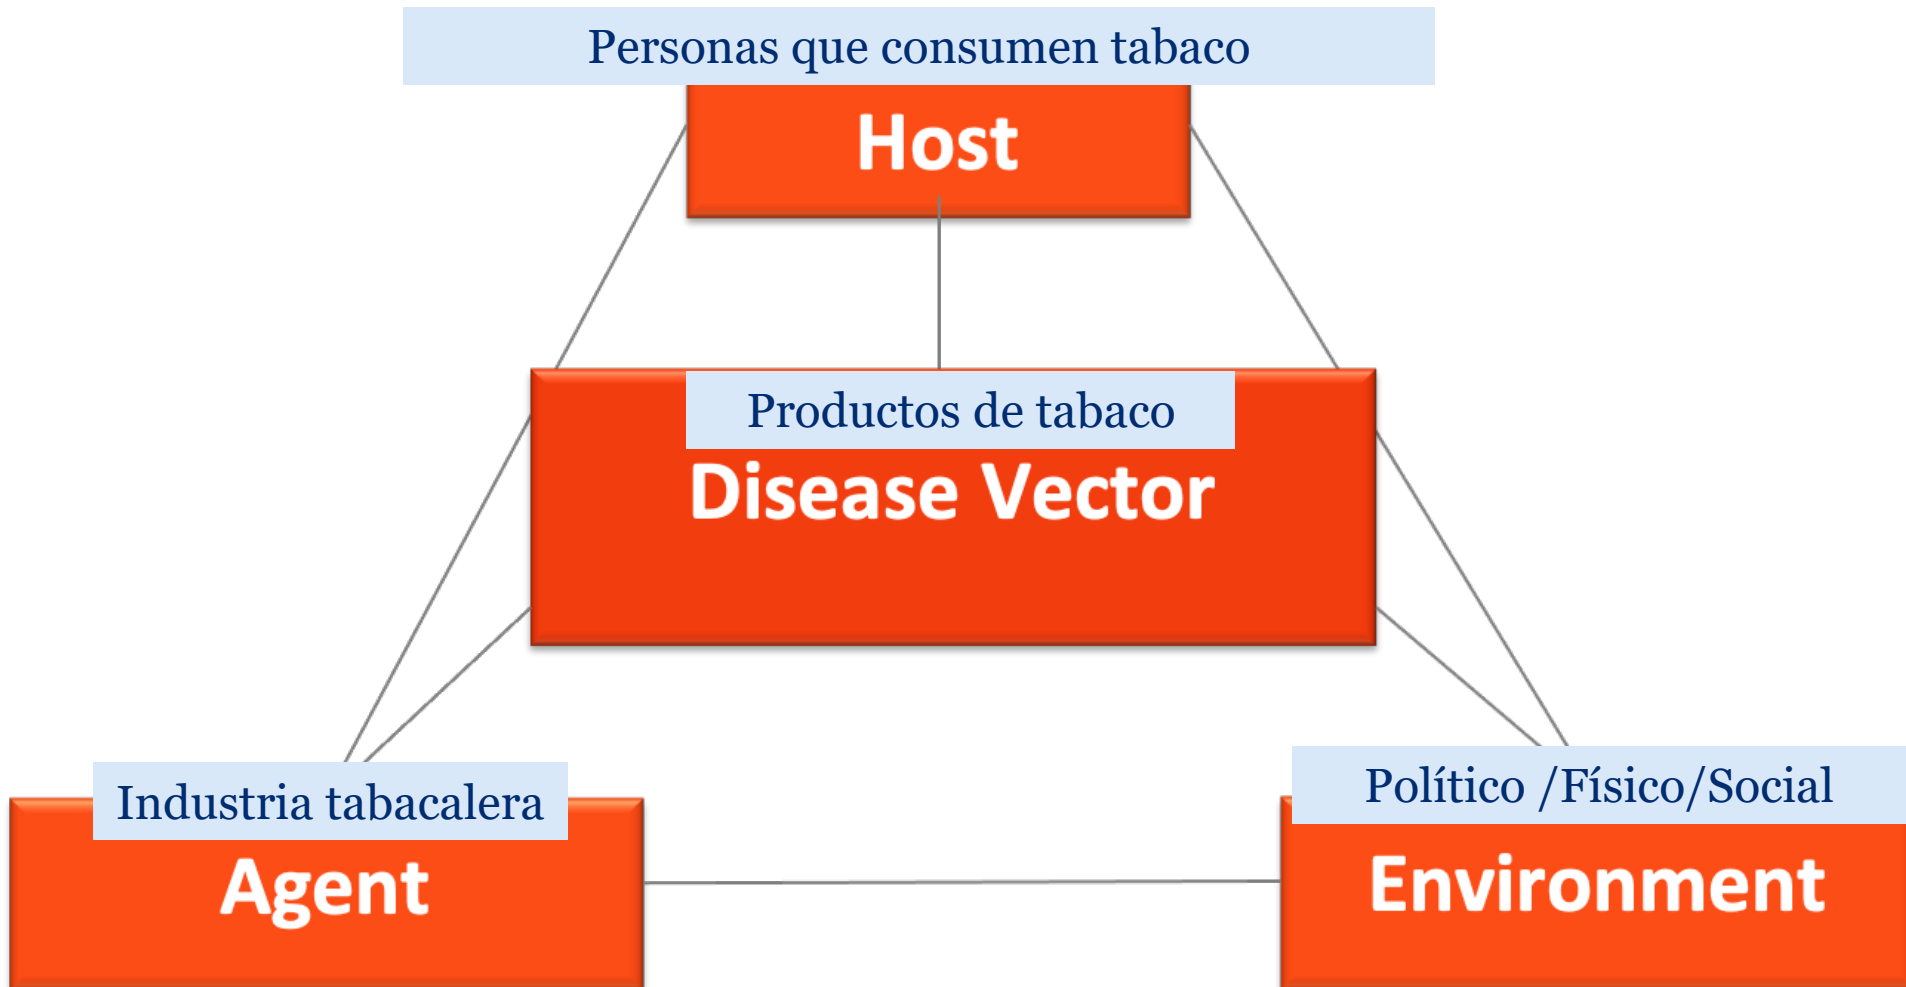 Personas que consumen tabaco
Host
Productos de tabaco
Disease Vector
Industria tabacalera
Agent
Político /Físico/Social
Environment